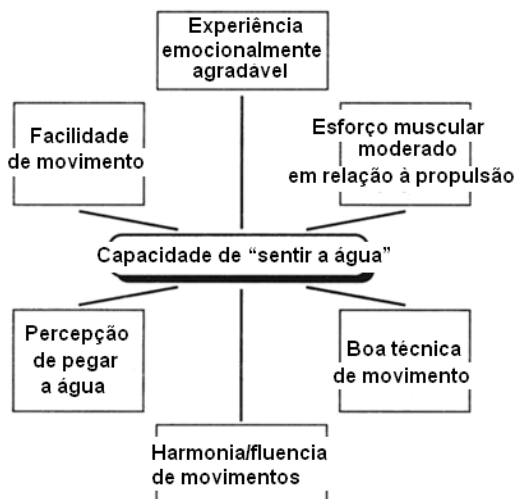 Experiência
emocionalmente
agradável
Facilidade
de movimento
Esforço muscular
moderado
em relação à propulsão
Capacidade de “sentir a água”
Percepção
de pegar
a água
Boa técnica
de movimento
Harmonia/fluencia
de movimentos